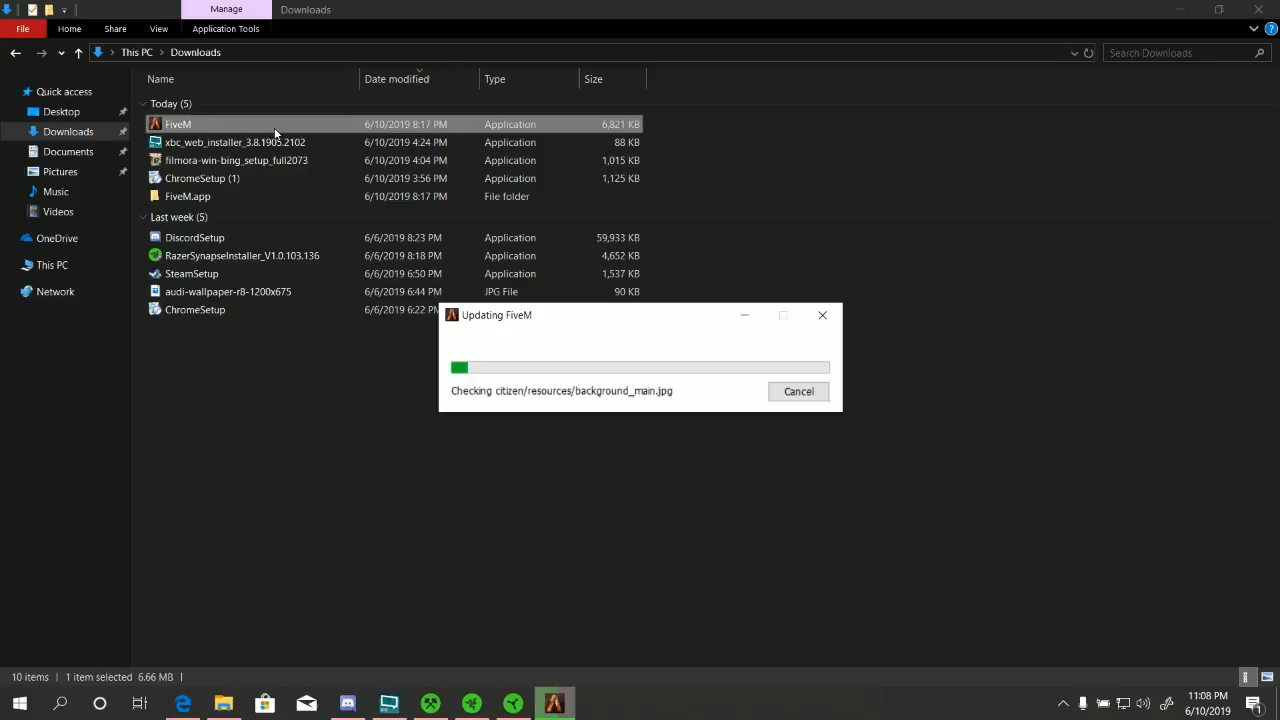 Manage
Downloads
File
Home
Share
View
Application Tools
This PC
Downloads
Search Downloads
Name
Date modified
Type
Size
Quick access
Desktop
Downloads
Documents
Pictures
Music
Videos
OneDrive
This PC
Network
Today (5)
FiveM 6/10/2019 8:17 PM Application 6,821 KB
xbc_web_installer_3.8.1905.2102 6/10/2019 4:24 PM Application 88 KB
filmora-win-bing_setup_full2073 6/10/2019 4:04 PM Application 1,015 KB
ChromeSetup (1) 6/10/2019 3:56 PM Application 1,125 KB
FiveM.app 6/10/2019 8:17 PM File folder
Last week (5)
DiscordSetup 6/6/2019 8:23 PM Application 59,933 KB
RazerSynapseInstaller_V1.0.103.136 6/6/2019 8:18 PM Application 4,652 KB
SteamSetup 6/6/2019 6:50 PM Application 1,537 KB
audi-wallpaper-r8-1200x675 6/6/2019 6:44 PM JPG File 90 KB
ChromeSetup 6/6/2019 6:22 PM
Updating FiveM
Checking citizen/resources/background_main.jpg
Cancel
10 items
1 item selected 6.66 MB
11:08 PM
6/10/2019
1